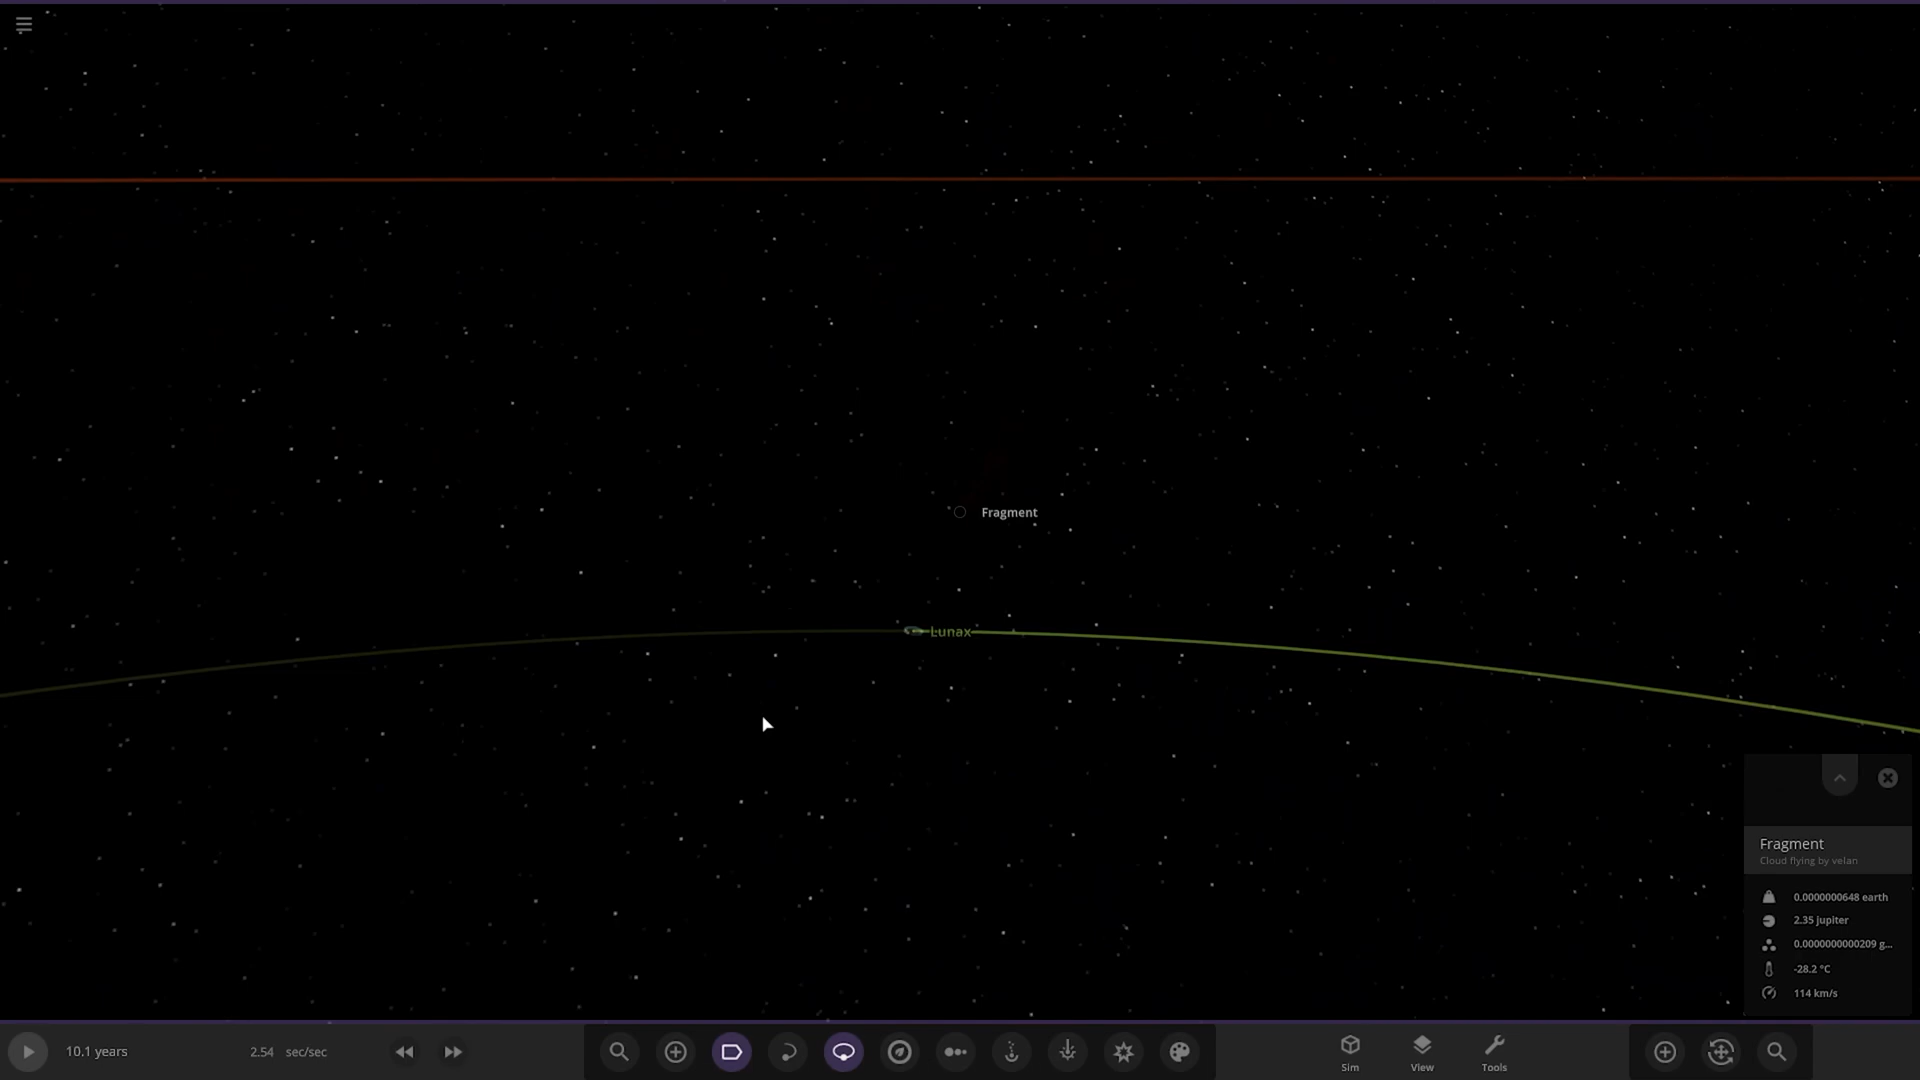 Fragment
Lunax
Fragment
Cloud flying by velan
0.0000000648 earth
2.35 jupiter
0.0000000000209 g...
-28.2 °C
114 km/s
10.1 years
2.54 sec/sec
Sim
View
Tools